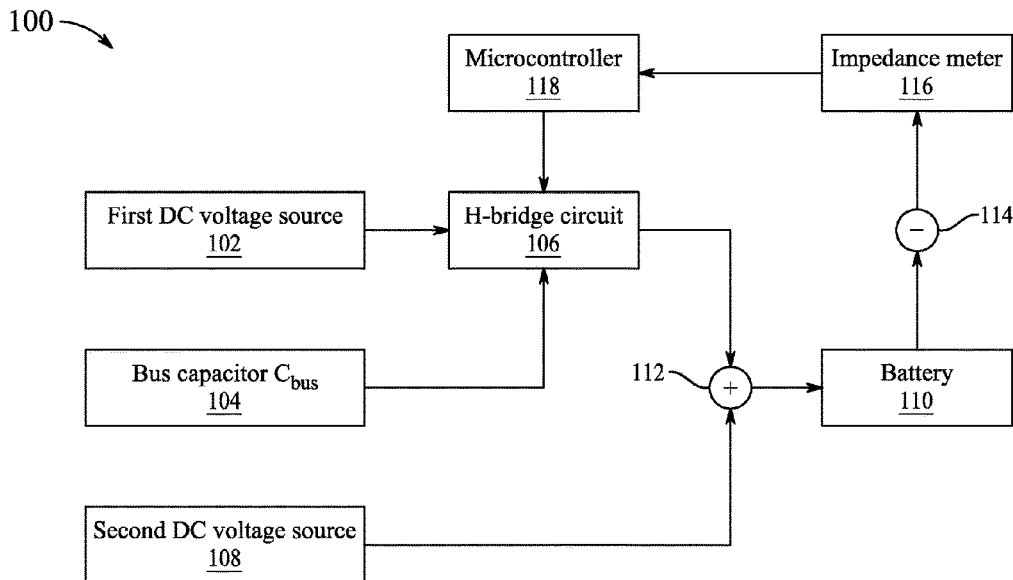 100
Microcontroller
118
Impedance meter
116
First DC voltage source
102
H-bridge circuit
106
−
114
Bus capacitor Cbus
104
112
+
Battery
110
Second DC voltage source
108